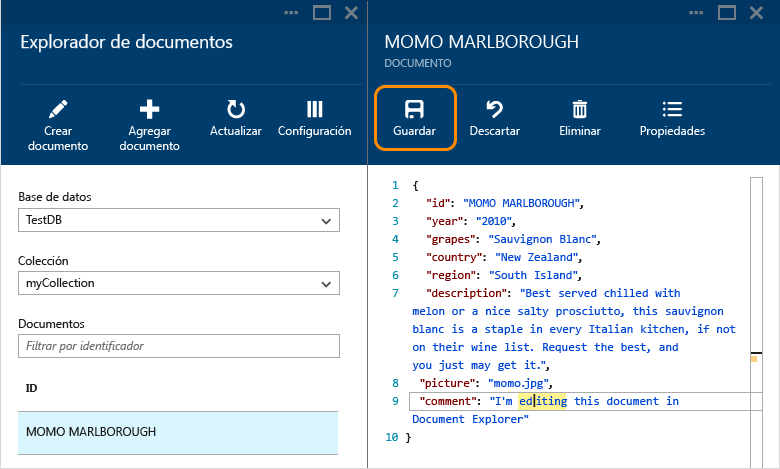 Explorador de documentos
Crear documento
Agregar documento
Actualizar
Configuración
Base de datos
TestDB
Colección
myCollection
Documentos
Filtrar por identificador
ID
MOMO MARLBOROUGH
MOMO MARLBOROUGH
DOCUMENTO
Guardar
Descartar
Eliminar
Propiedades
1 {
2 "id": "MOMO MARLBOROUGH",
3 "year": "2010",
4 "grapes": "Sauvignon Blanc",
5 "country": "New Zealand",
6 "region": "South Island",
7 "description": "Best served chilled with
melon or a nice salty prosciutto, this sauvignon
blanc is a staple in every Italian kitchen, if not
on their wine list. Request the best, and
you just may get it.",
8 "picture": "momo.jpg",
9 "comment": "I'm editing this document in
Document Explorer"
10 }